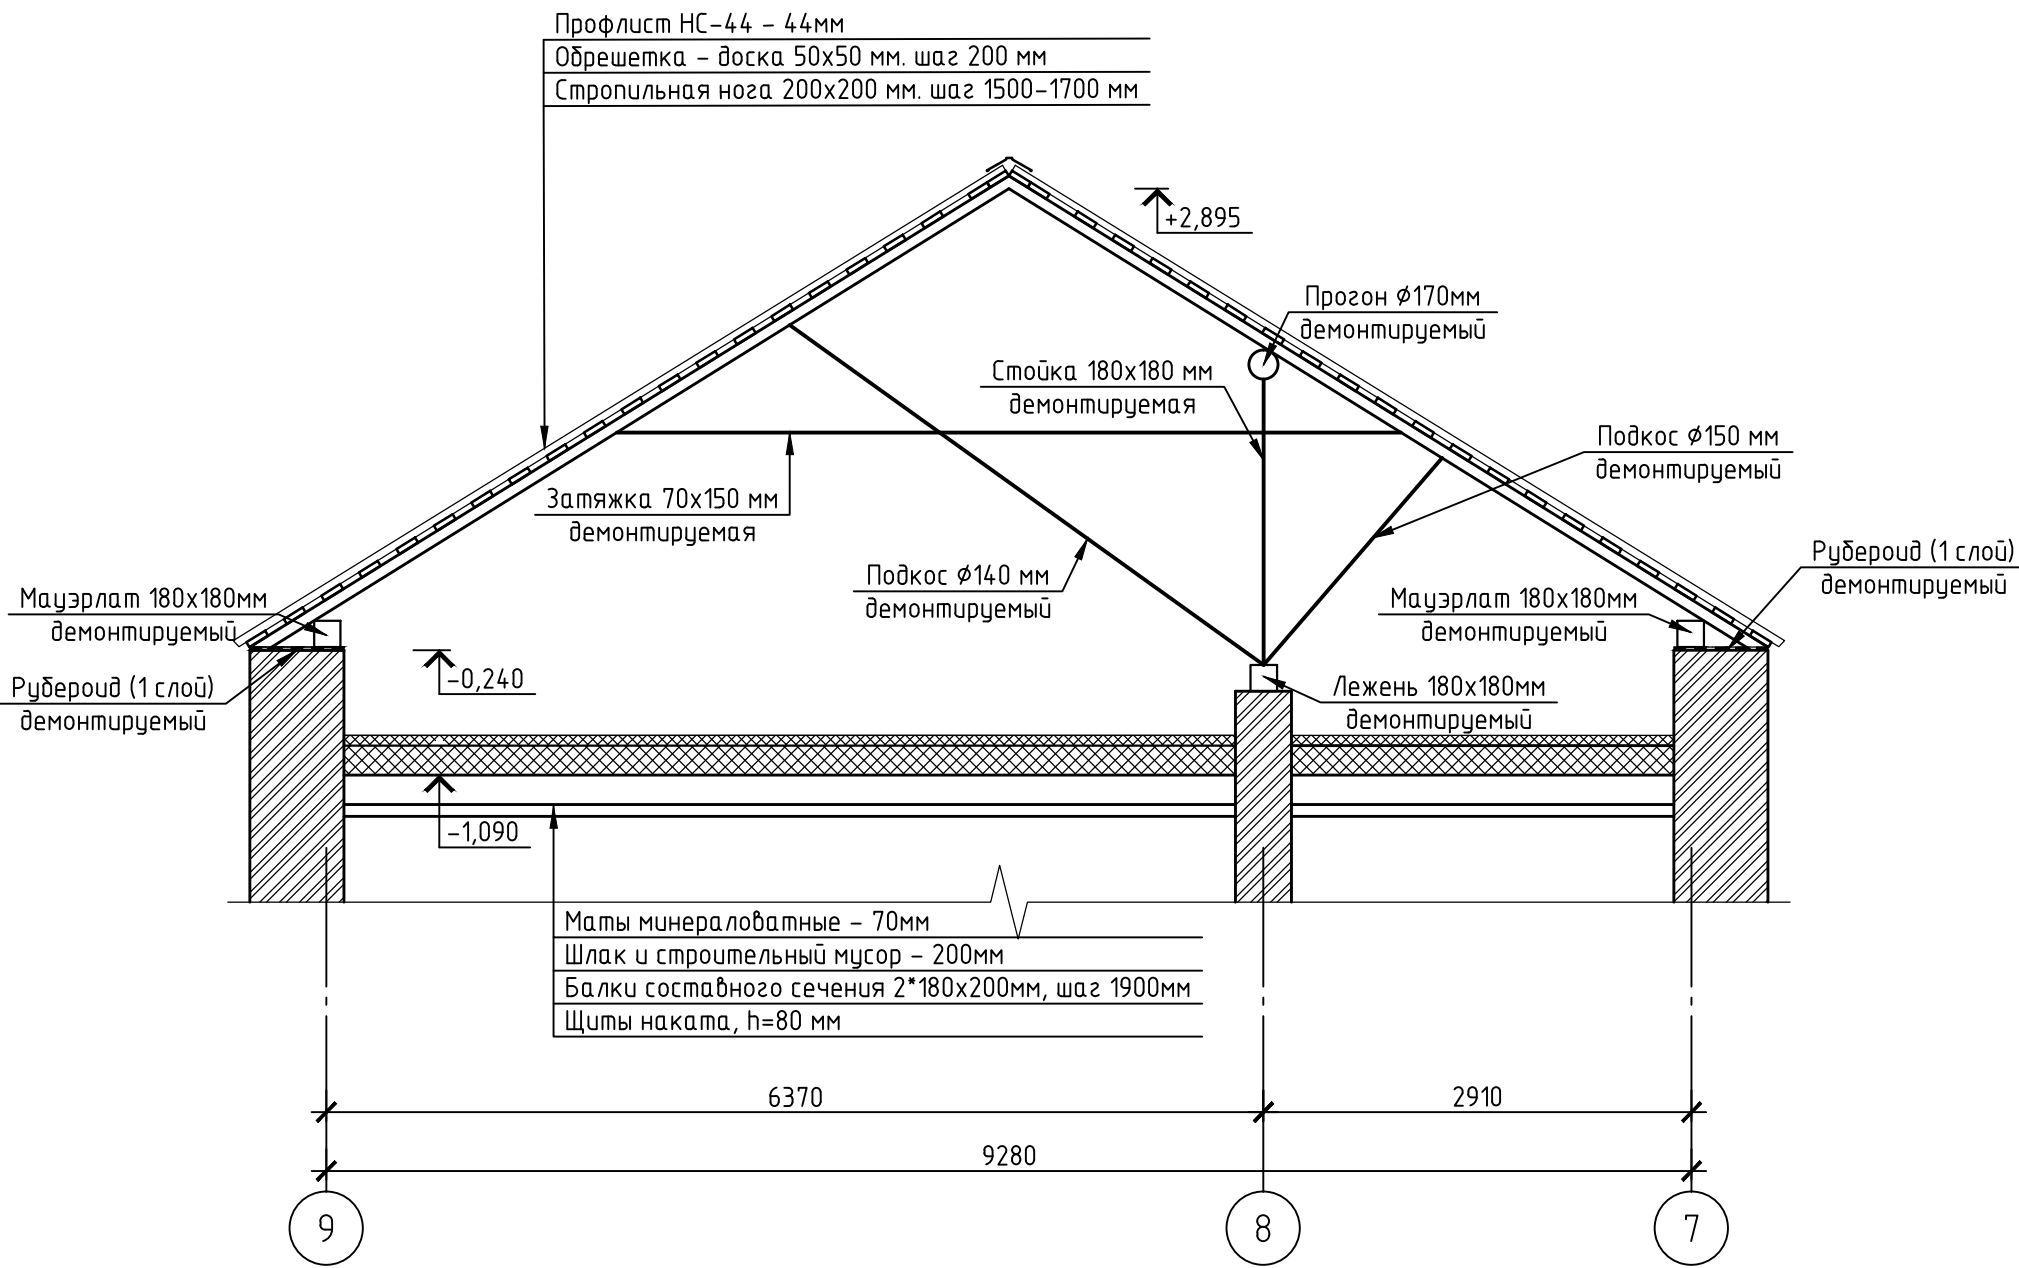 Профлист НС-44 - 44мм
Обрешетка - доска 50х50 мм. шаг 200 мм
Стропильная нога 200х200 мм. шаг 1500-1700 мм
+2,895
Прогон Ø170мм
демонтируемый
Стойка 180х180 мм
демонтируемая
Подкос Ø150 мм
демонтируемый
Затяжка 70х150 мм
демонтируемая
Подкос Ø140 мм
демонтируемый
Рубероид (1 слой)
демонтируемый
Мауэрлат 180х180мм
демонтируемый
Мауэрлат 180х180мм
демонтируемый
Рубероид (1 слой)
демонтируемый
-0,240
Лежень 180х180мм
демонтируемый
-1,090
Маты минераловатные - 70мм
Шлак и строительный мусор - 200мм
Балки составного сечения 2*180х200мм, шаг 1900мм
Щиты наката, h=80 мм
6370
2910
9280
9
8
7